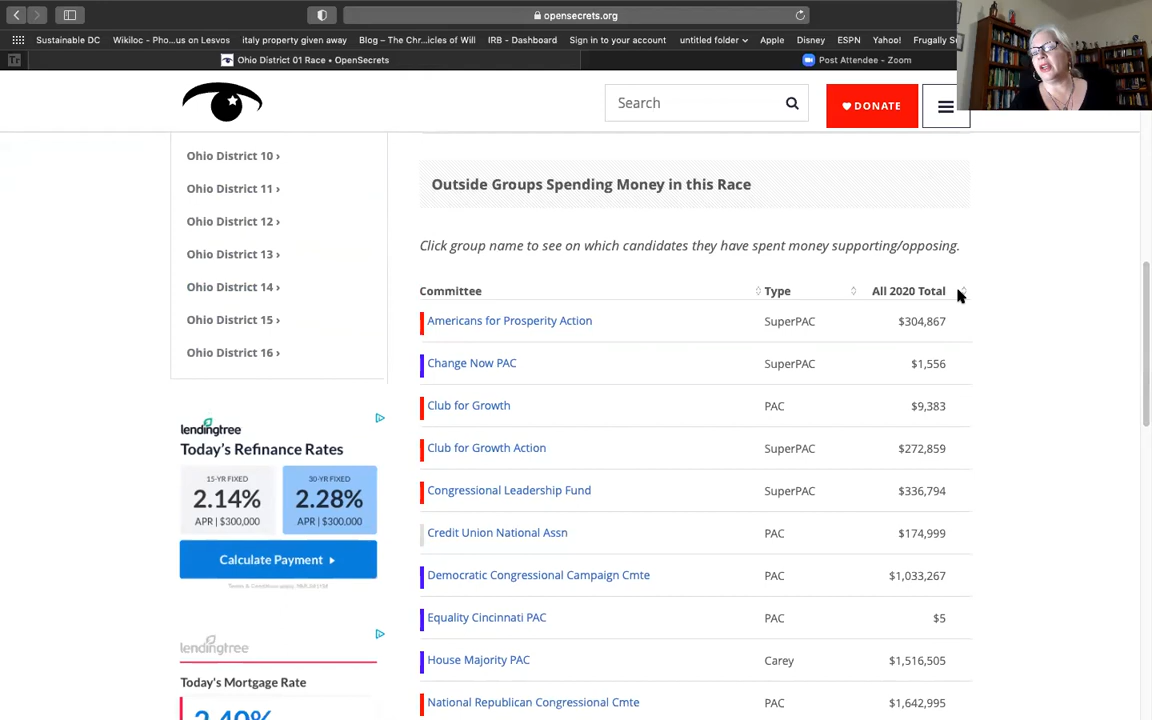 opensecrets.org
Sustainable DC Wikiloc - Pho...us on Lesvos italy property given away Blog – The Chr...icles of Will IRB - Dashboard Sign in to your account untitled folder Apple Disney ESPN Yahoo! Frugally S
Tr Ohio District 01 Race • OpenSecrets Post Attendee - Zoom
Search DONATE
Ohio District 10 ›
Ohio District 11 ›
Ohio District 12 ›
Ohio District 13 ›
Ohio District 14 ›
Ohio District 15 ›
Ohio District 16 ›
lendingtree
Today's Refinance Rates
15-YR FIXED 30-YR FIXED
2.14% 2.28%
APR | $300,000 APR | $300,000
Calculate Payment
Terms & Conditions apply. NMLS#1136
lendingtree
Today's Mortgage Rate
Outside Groups Spending Money in this Race
Click group name to see on which candidates they have spent money supporting/opposing.
Committee Type All 2020 Total
Americans for Prosperity Action SuperPAC $304,867
Change Now PAC SuperPAC $1,556
Club for Growth PAC $9,383
Club for Growth Action SuperPAC $272,859
Congressional Leadership Fund SuperPAC $336,794
Credit Union National Assn PAC $174,999
Democratic Congressional Campaign Cmte PAC $1,033,267
Equality Cincinnati PAC PAC $5
House Majority PAC Carey $1,516,505
National Republican Congressional Cmte PAC $1,642,995